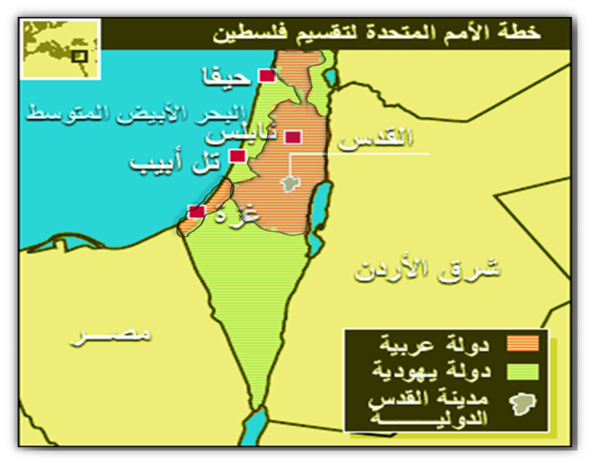 خطة الأمم المتحدة لتقسيم فلسطين
حيفا
البحر الأبيض المتوسط
نابلس
القدس
تل أبيب
غزة
شرق الأردن
مصـــر
دولة عربية
دولة يهودية
مدينة القدس
الدوليـــــة